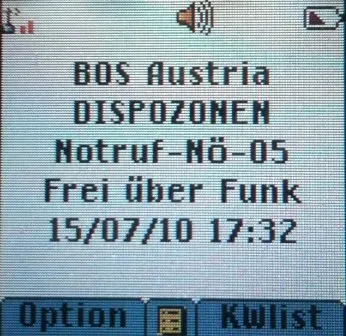 BOS Austria
DISPOZONEN
Notruf-Nö-05
Frei über Funk
15/07/10 17:32
Option KWlist